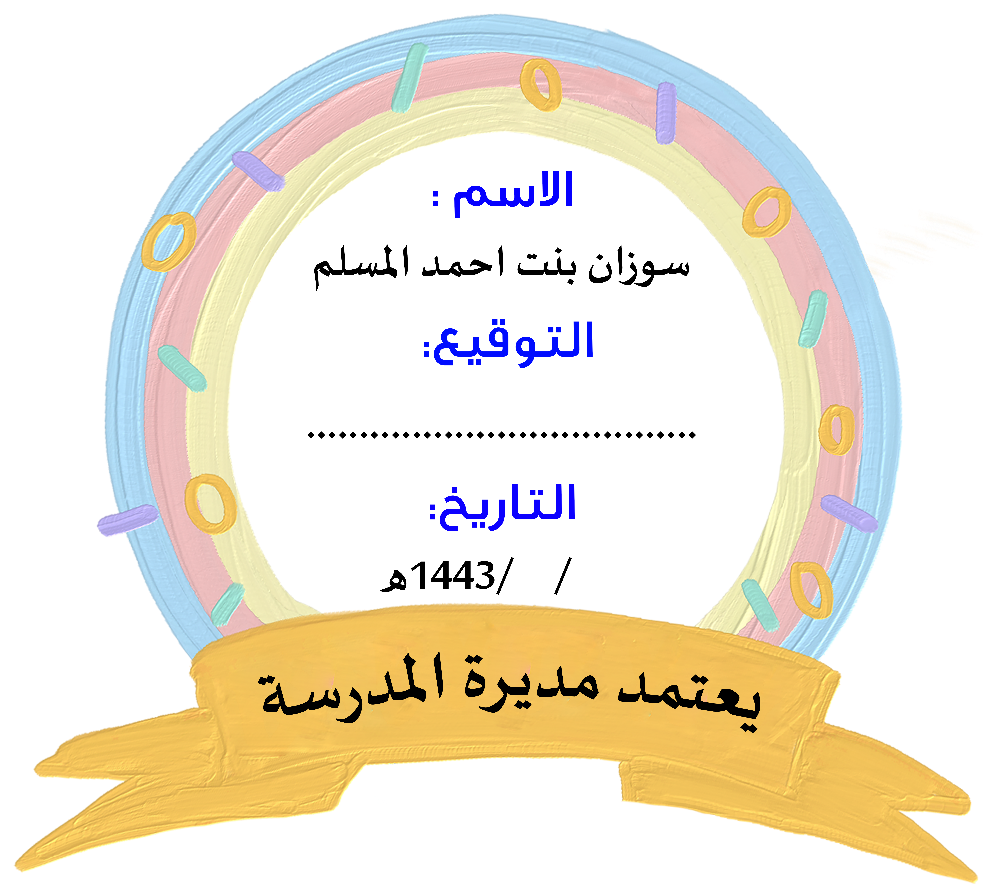 الاسم :
سوزان بنت احمد المسلم
التوقيع:
.....................................
التاريخ:
/ /1443هـ
يعتمد مديرة المدرسة